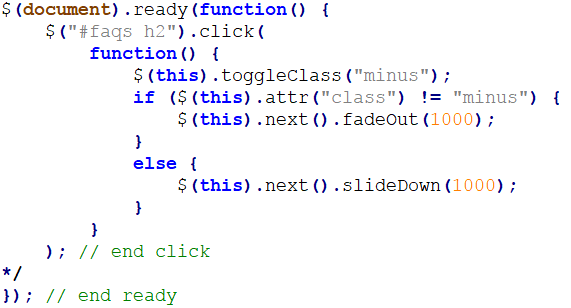 $(document).ready(function() {
    $("#faqs h2").click(
        function() {
            $(this).toggleClass("minus");
            if ($(this).attr("class") != "minus") {
                $(this).next().fadeOut(1000);
            }
            else {
                $(this).next().slideDown(1000);
            }
        }
    ); // end click
*/
}); // end ready